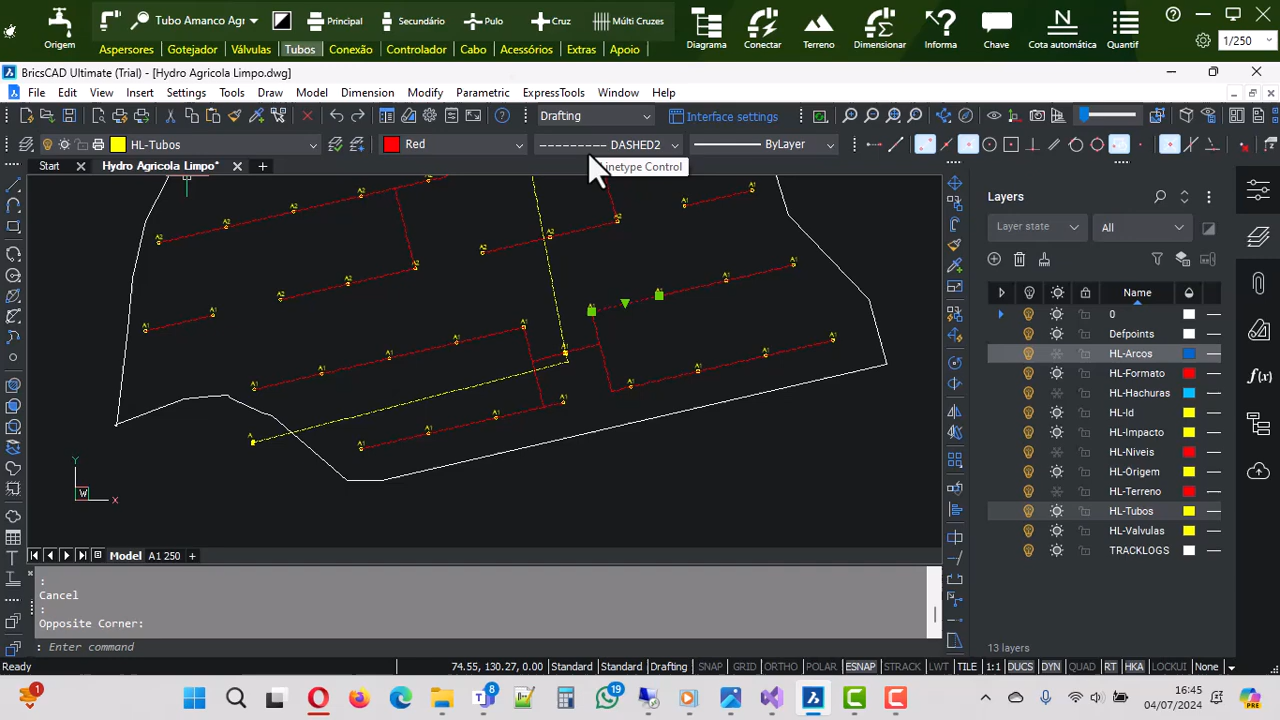 Tubo Amanco Agr
Principal
Secundário
Pulo
Cruz
Múlti Cruzes
1/250
Origem
Aspersores
Gotejador
Válvulas
Tubos
Conexão
Controlador
Cabo
Acessórios
Extras
Apoio
Diagrama
Conectar
Terreno
Dimensionar
Informa
Chave
Cota automática
Quantif
BricsCAD Ultimate (Trial) - [Hydro Agricola Limpo.dwg]
File Edit View Insert Settings Tools Draw Model Dimension Modify Parametric ExpressTools Window Help
Drafting
Interface settings
HL-Tubos
Red
DASHED2
ByLayer
Start
Hydro Agricola Limpo*
Linetype Control
Layers
Layer state
All
Name
0
Defpoints
HL-Arcos
HL-Formato
HL-Hachuras
HL-Id
HL-Impacto
HL-Niveis
HL-Origem
HL-Terreno
HL-Tubos
HL-Valvulas
TRACKLOGS
13 layers
Y
W
X
Model
A1 250
:
Cancel
:
Opposite Corner:
: Enter command
Ready
74.55, 130.27, 0.00 Standard Standard Drafting SNAP GRID ORTHO POLAR ESNAP STRACK LWT TILE 1:1 DUCS DYN QUAD RT HKA LOCKUI None
1
8
19
16:45
04/07/2024
PRE